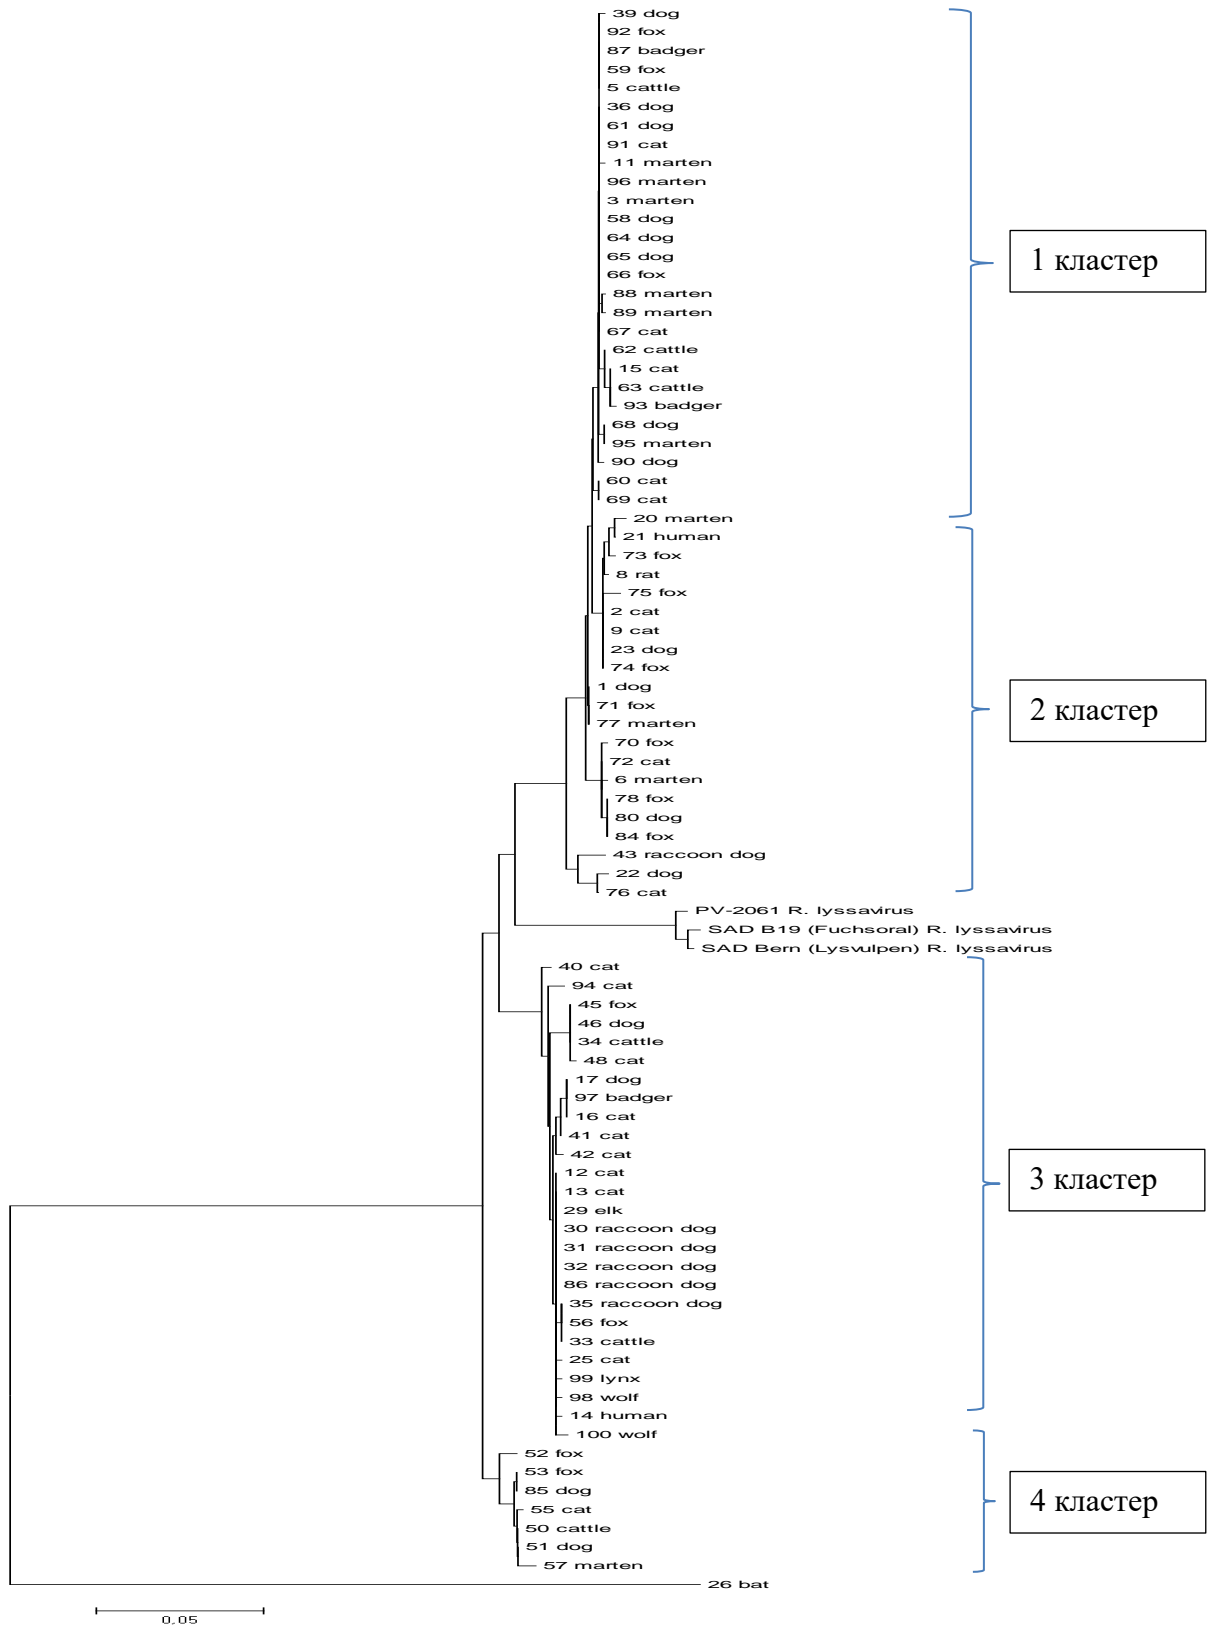 39 dog
92 fox
87 badger
59 fox
5 cattle
36 dog
61 dog
91 cat
11 marten
96 marten
3 marten
58 dog
64 dog
65 dog
66 fox
88 marten
89 marten
67 cat
62 cattle
15 cat
63 cattle
93 badger
68 dog
95 marten
90 dog
60 cat
69 cat
1 кластер
20 marten
21 human
73 fox
8 rat
75 fox
2 cat
9 cat
23 dog
74 fox
1 dog
71 fox
77 marten
70 fox
72 cat
6 marten
78 fox
80 dog
84 fox
43 raccoon dog
22 dog
76 cat
2 кластер
PV-2061 R. lyssavirus
SAD B19 (Fuchsoral) R. lyssavirus
SAD Bern (Lysvulpen) R. lyssavirus
40 cat
94 cat
45 fox
46 dog
34 cattle
48 cat
17 dog
97 badger
16 cat
41 cat
42 cat
12 cat
13 cat
29 elk
30 raccoon dog
31 raccoon dog
32 raccoon dog
86 raccoon dog
35 raccoon dog
56 fox
33 cattle
25 cat
99 lynx
98 wolf
14 human
100 wolf
3 кластер
52 fox
53 fox
85 dog
55 cat
50 cattle
51 dog
57 marten
4 кластер
26 bat
0,05